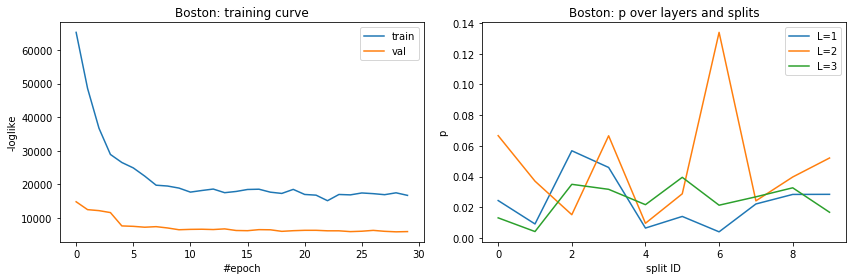 Boston: training curve
-loglike
60000
50000
40000
30000
20000
10000
0
5
10
15
20
25
30
#epoch
train
val
Boston: p over layers and splits
p
0.14
0.12
0.10
0.08
0.06
0.04
0.02
0.00
0
2
4
6
8
split ID
L=1
L=2
L=3